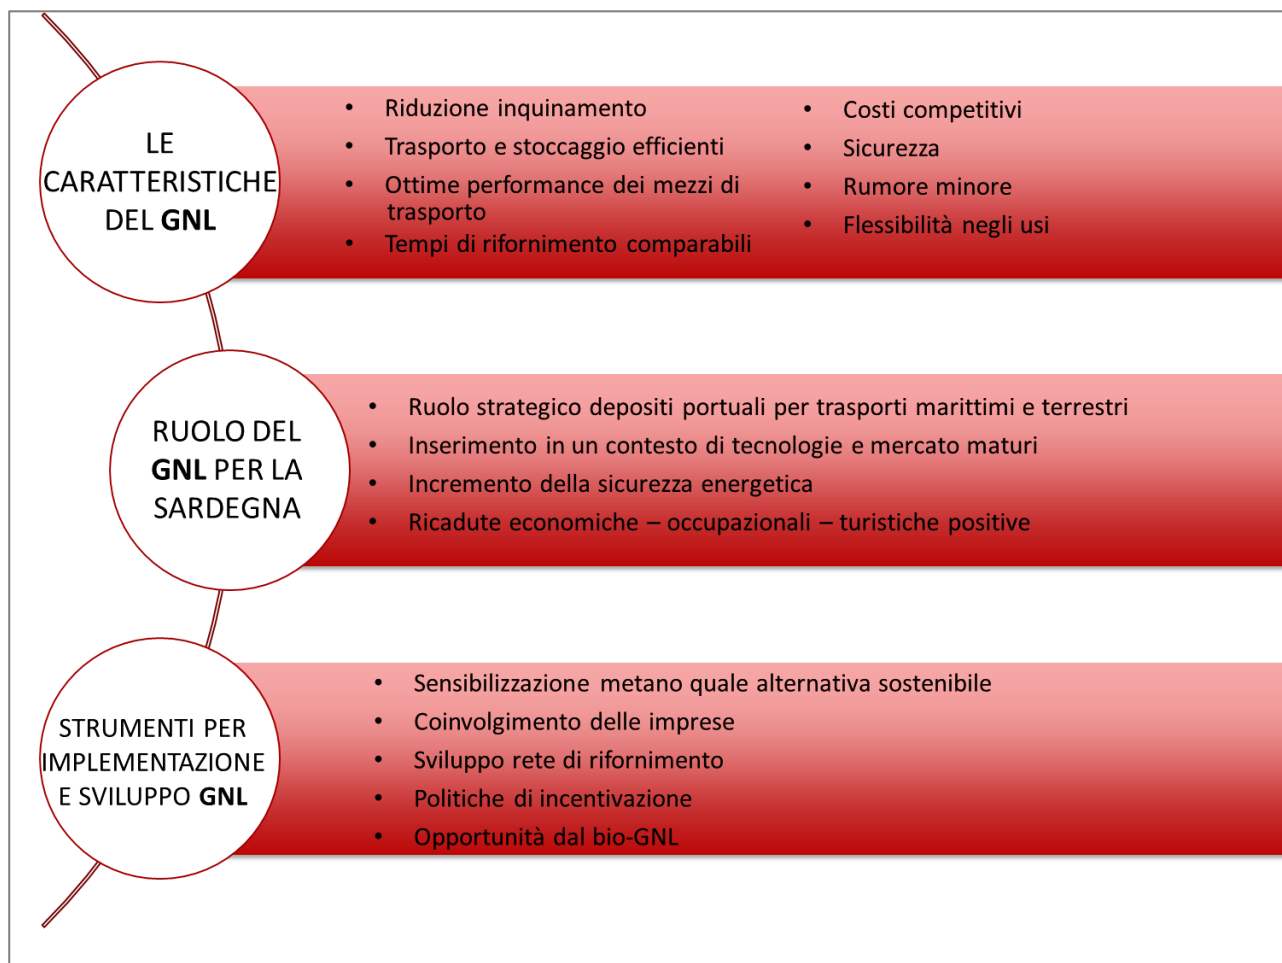 LE
CARATTERISTICHE
DEL GNL
• Riduzione inquinamento
• Trasporto e stoccaggio efficienti
• Ottime performance dei mezzi di
trasporto
• Tempi di rifornimento comparabili
• Costi competitivi
• Sicurezza
• Rumore minore
• Flessibilità negli usi
RUOLO DEL
GNL PER LA
SARDEGNA
• Ruolo strategico depositi portuali per trasporti marittimi e terrestri
• Inserimento in un contesto di tecnologie e mercato maturi
• Incremento della sicurezza energetica
• Ricadute economiche – occupazionali – turistiche positive
STRUMENTI PER
IMPLEMENTAZIONE
E SVILUPPO GNL
• Sensibilizzazione metano quale alternativa sostenibile
• Coinvolgimento delle imprese
• Sviluppo rete di rifornimento
• Politiche di incentivazione
• Opportunità dal bio-GNL